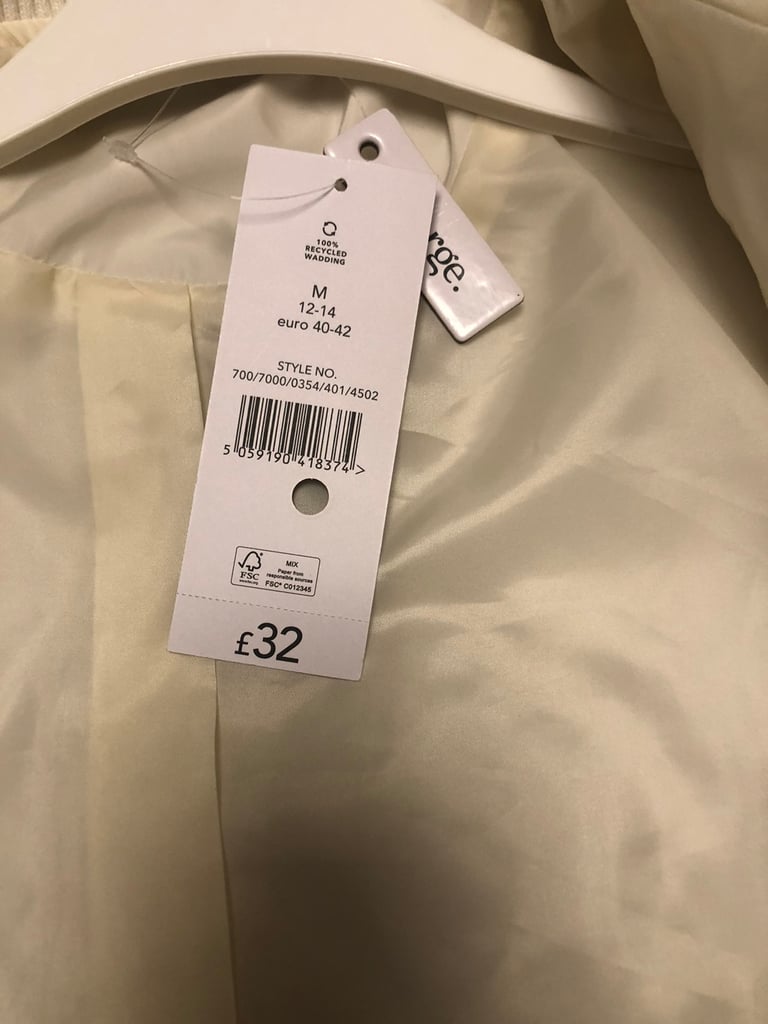 100%
RECYCLED
WADDING
M
12-14
euro 40-42
STYLE NO.
700/7000/0354/401/4502
5 059190 418374 >
FSC
MIX
Paper from
responsible sources
FSC® C012345
£32
rge.